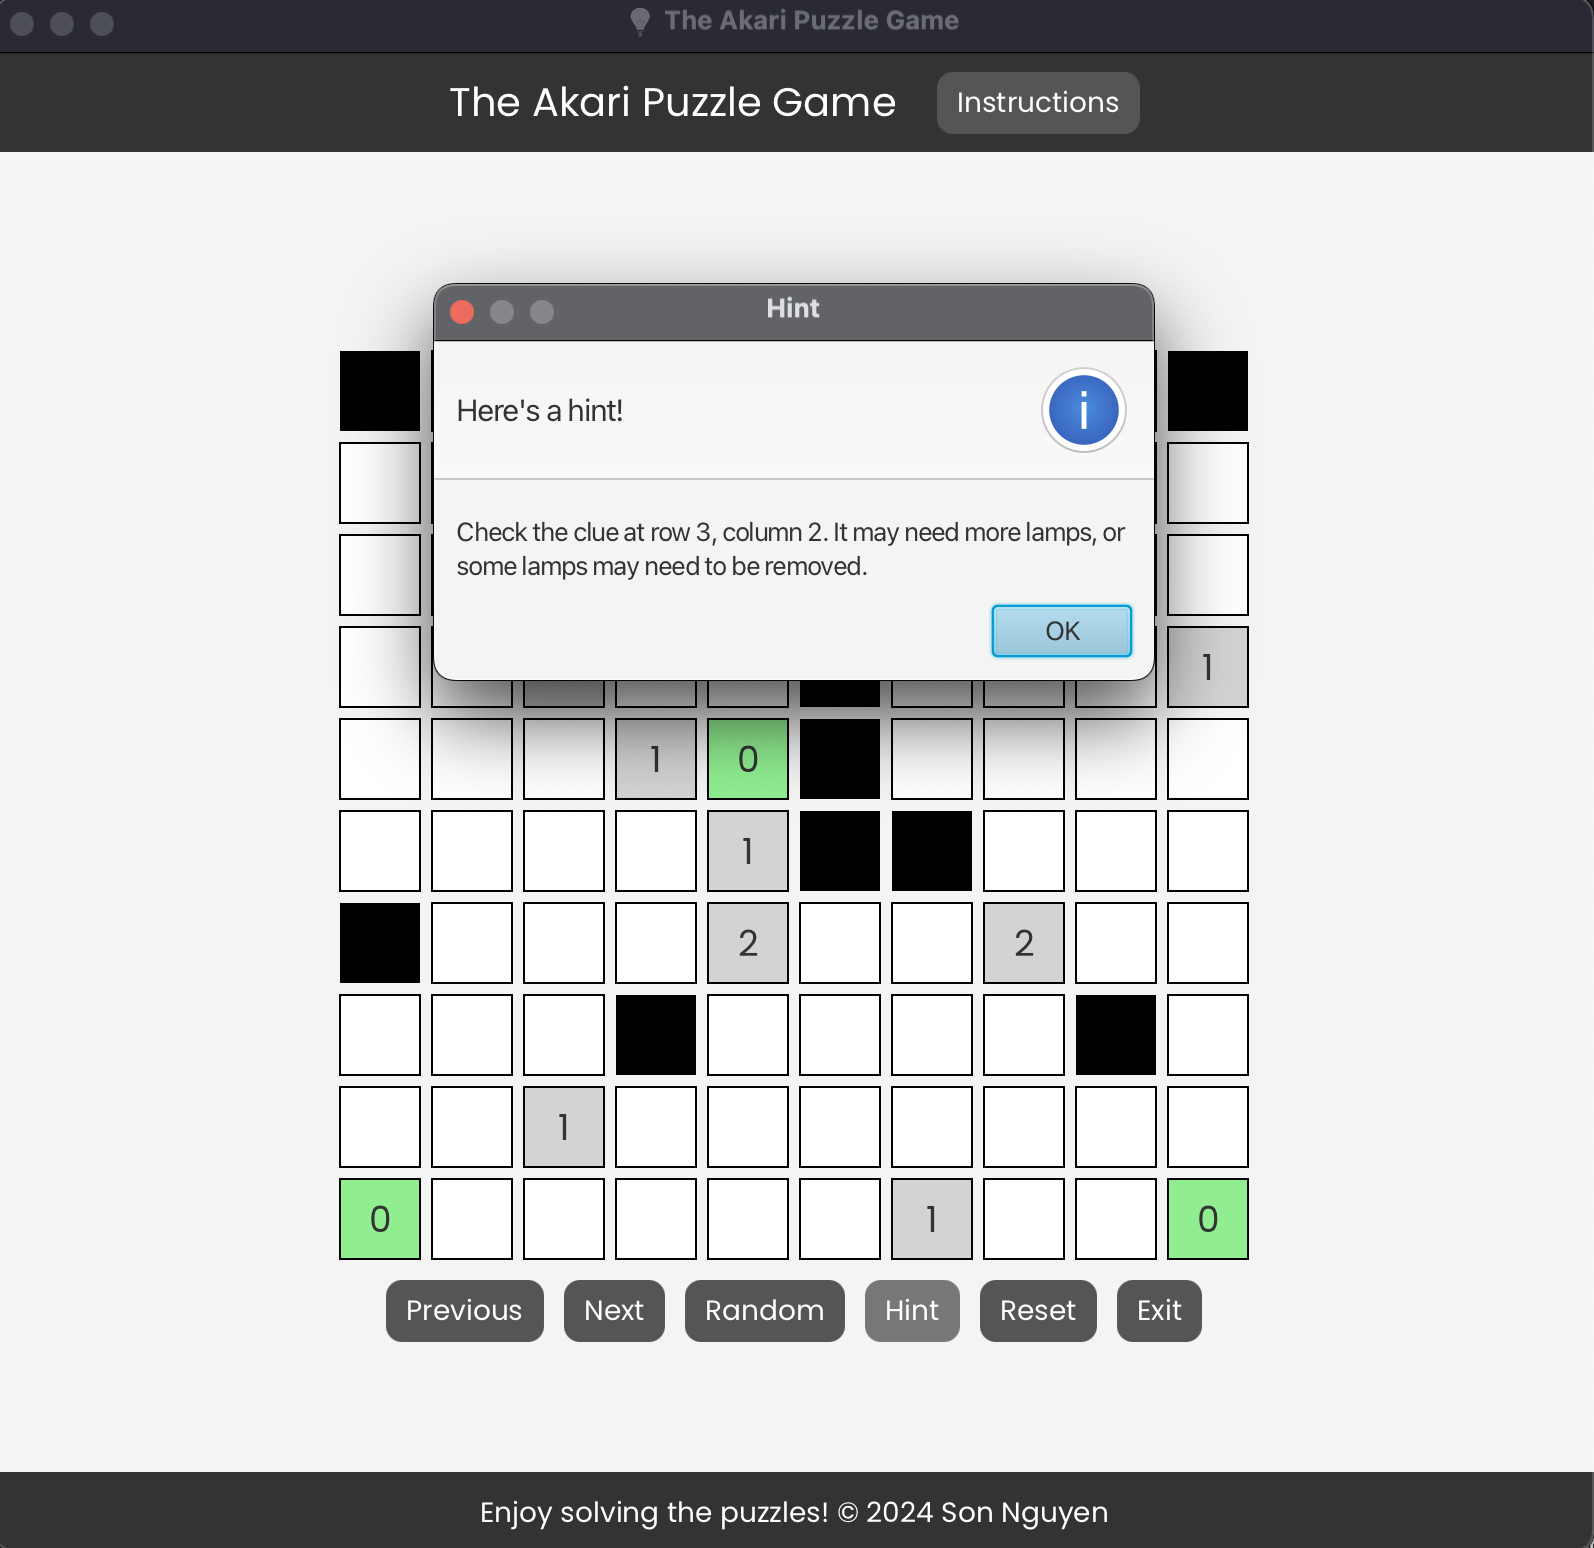 The Akari Puzzle Game
The Akari Puzzle Game
Instructions
Hint
Here's a hint!
Check the clue at row 3, column 2. It may need more lamps, or
some lamps may need to be removed.
OK
1
1 0
1
2 2
1
0 1 0
Previous Next Random Hint Reset Exit
Enjoy solving the puzzles! © 2024 Son Nguyen